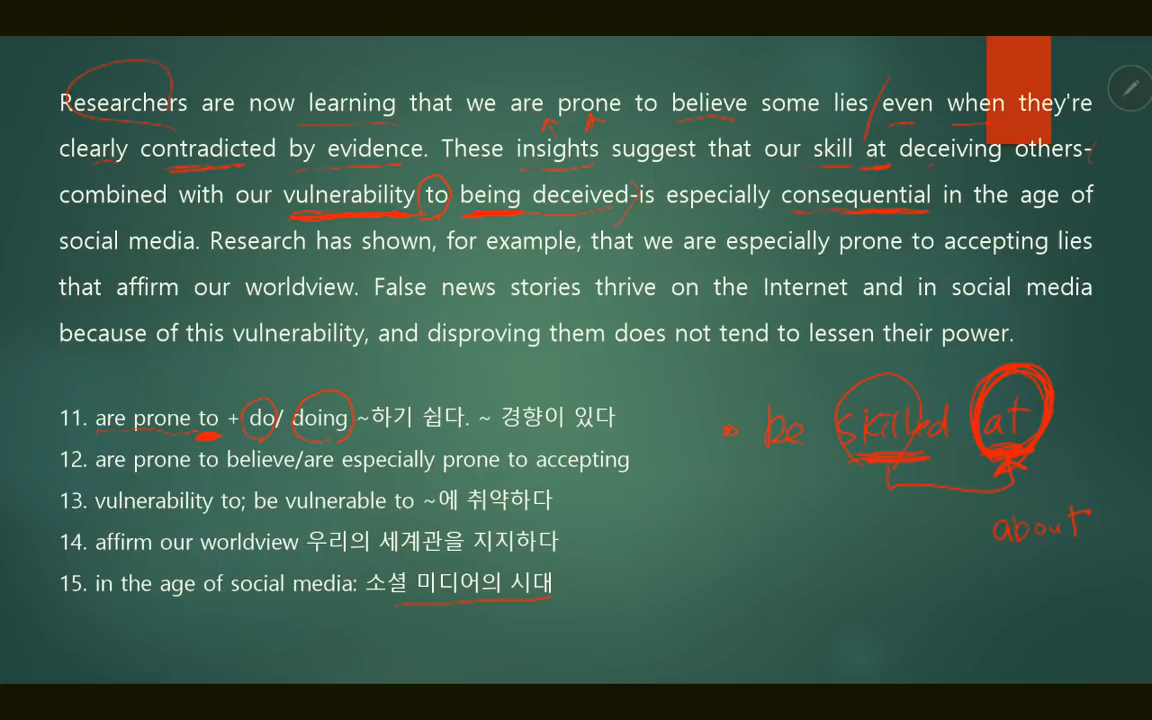 Researchers are now learning that we are prone to believe some lies even when they're
clearly contradicted by evidence. These insights suggest that our skill at deceiving others-
combined with our vulnerability to being deceived-is especially consequential in the age of
social media. Research has shown, for example, that we are especially prone to accepting lies
that affirm our worldview. False news stories thrive on the Internet and in social media
because of this vulnerability, and disproving them does not tend to lessen their power.
11. are prone to + do/ doing ~하기 쉽다. ~ 경향이 있다
be skilled at
12. are prone to believe/are especially prone to accepting
13. vulnerability to; be vulnerable to ~에 취약하다
about
14. affirm our worldview 우리의 세계관을 지지하다
15. in the age of social media: 소셜 미디어의 시대